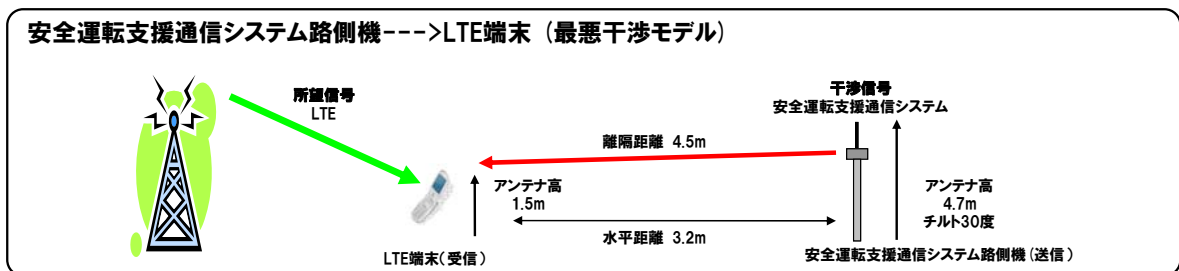 安全運転支援通信システム路側機--->LTE端末（最悪干渉モデル）
所望信号
LTE
干渉信号
安全運転支援通信システム
離隔距離 4.5m
アンテナ高
1.5m
アンテナ高
4.7m
チルト30度
水平距離 3.2m
LTE端末（受信）
安全運転支援通信システム路側機（送信）